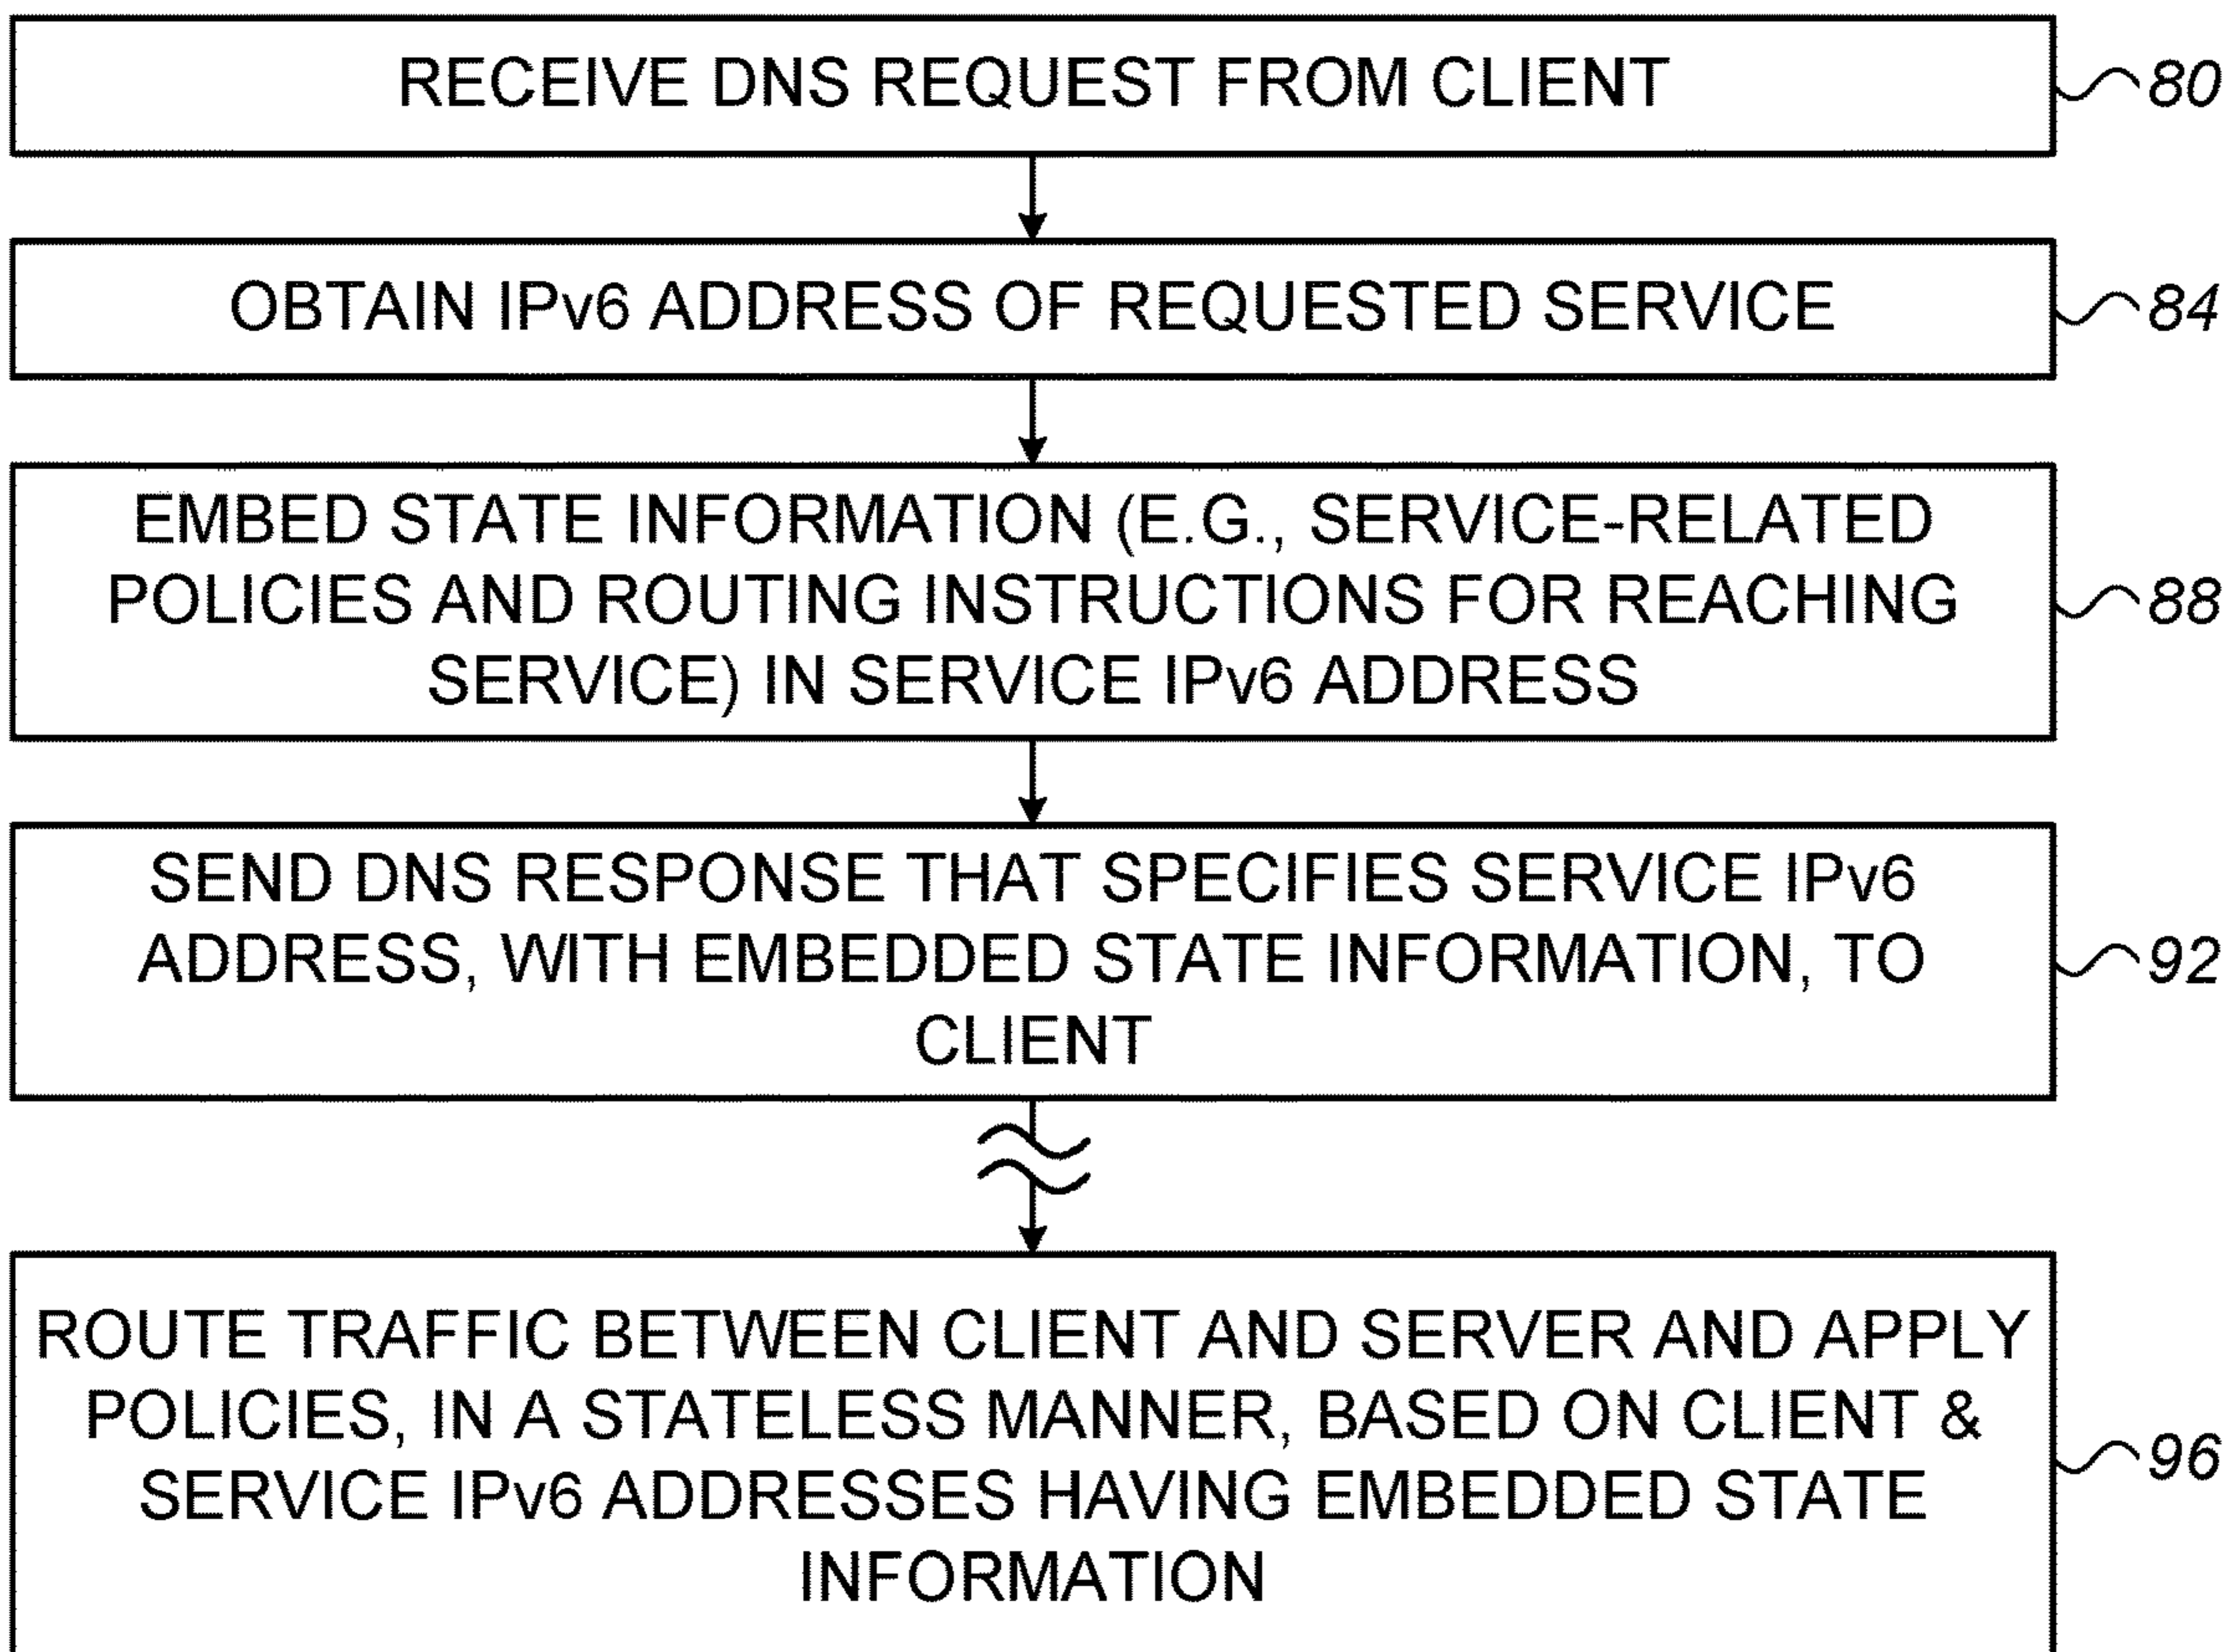 RECEIVE DNS REQUEST FROM CLIENT
80
OBTAIN IPv6 ADDRESS OF REQUESTED SERVICE
84
EMBED STATE INFORMATION (E.G., SERVICE-RELATED
POLICIES AND ROUTING INSTRUCTIONS FOR REACHING
SERVICE) IN SERVICE IPv6 ADDRESS
88
SEND DNS RESPONSE THAT SPECIFIES SERVICE IPv6
ADDRESS, WITH EMBEDDED STATE INFORMATION, TO
CLIENT
92
ROUTE TRAFFIC BETWEEN CLIENT AND SERVER AND APPLY
POLICIES, IN A STATELESS MANNER, BASED ON CLIENT &
SERVICE IPv6 ADDRESSES HAVING EMBEDDED STATE
INFORMATION
96